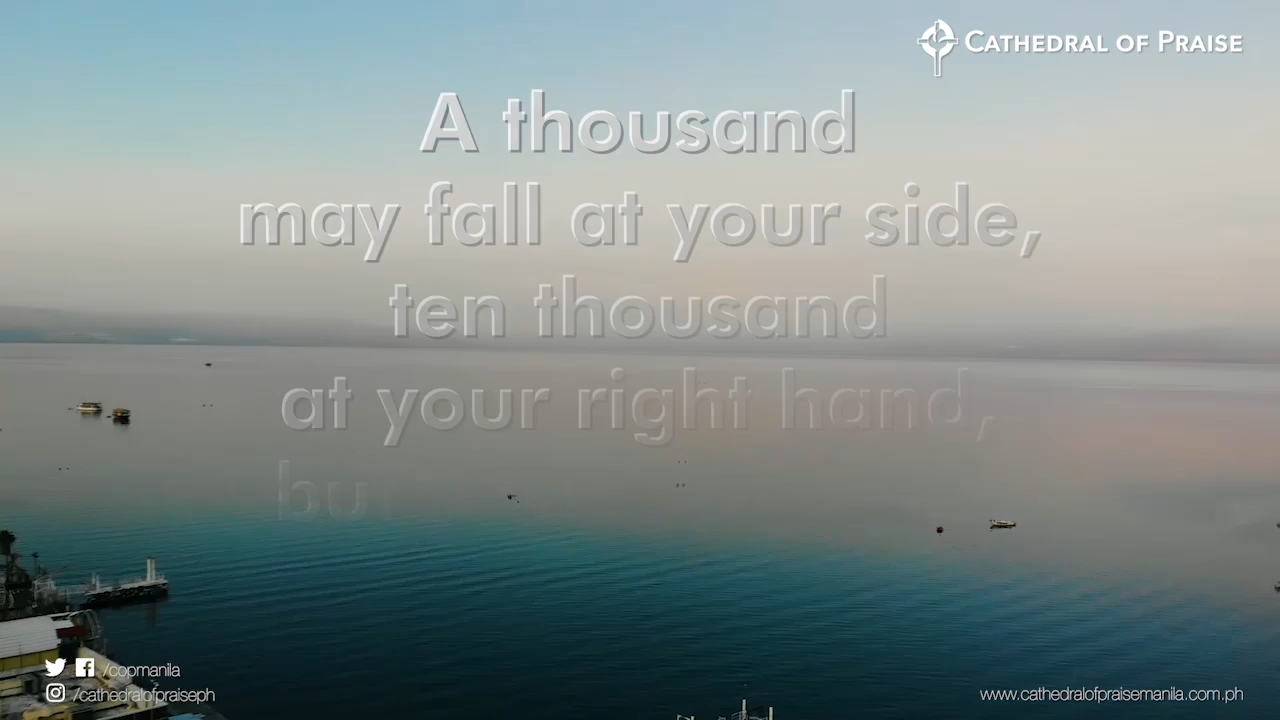 CATHEDRAL OF PRAISE
A thousand
may fall at your side,
ten thousand
at your right hand,
bu
/copmanila
/cathedralofpraiseph
www.cathedralofpraisemanila.com.ph